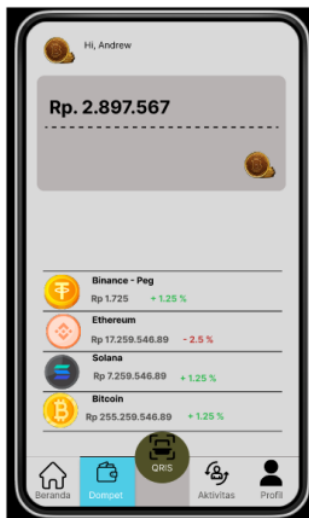 Hi, Andrew
Rp. 2.897.567
Binance - Peg
Rp 1.725 + 1.25 %
Ethereum
Rp 17.259.546.89 - 2.5 %
Solana
Rp 7.259.546.89 + 1.25 %
Bitcoin
Rp 255.259.546.89 + 1.25 %
QRIS
Beranda Dompet Aktivitas Profil